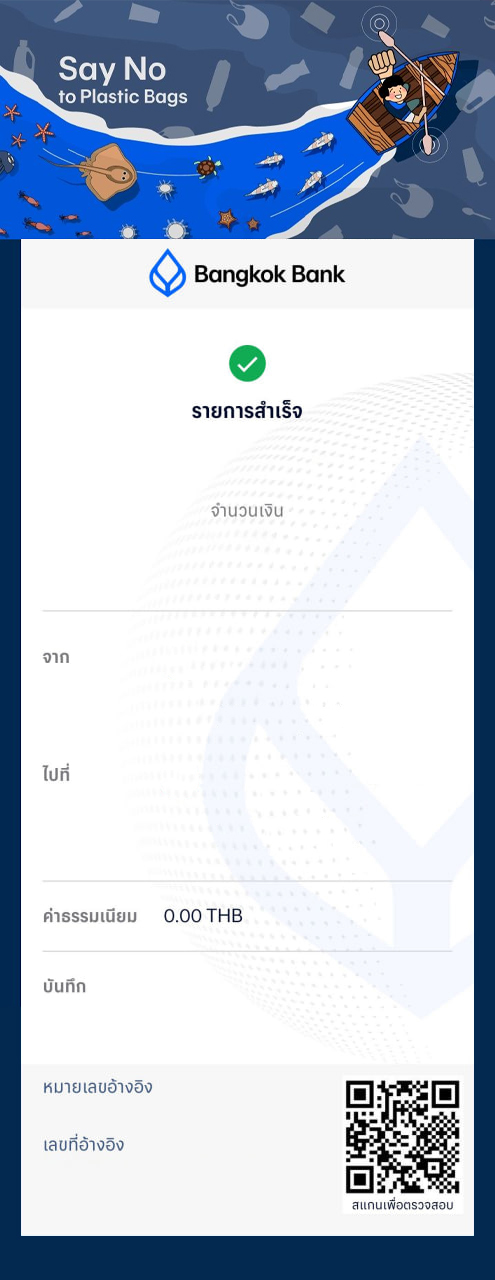 Say No
to Plastic Bags
Bangkok Bank
รายการสำเร็จ
จำนวนเงิน
จาก
ไปที่
ค่าธรรมเนียม 0.00 THB
บันทึก
หมายเลขอ้างอิง
เลขที่อ้างอิง
สแกนเพื่อตรวจสอบ